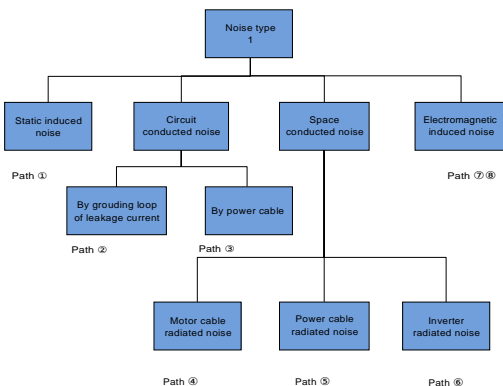 Noise type
1
Static induced
noise
Circuit
conducted noise
Space
conducted noise
Electromagnetic
induced noise
Path ①
Path ⑦⑧
By grouding loop
of leakage current
By power cable
Path ②
Path ③
Motor cable
radiated noise
Power cable
radiated noise
Inverter
radiated noise
Path ④
Path ⑤
Path ⑥